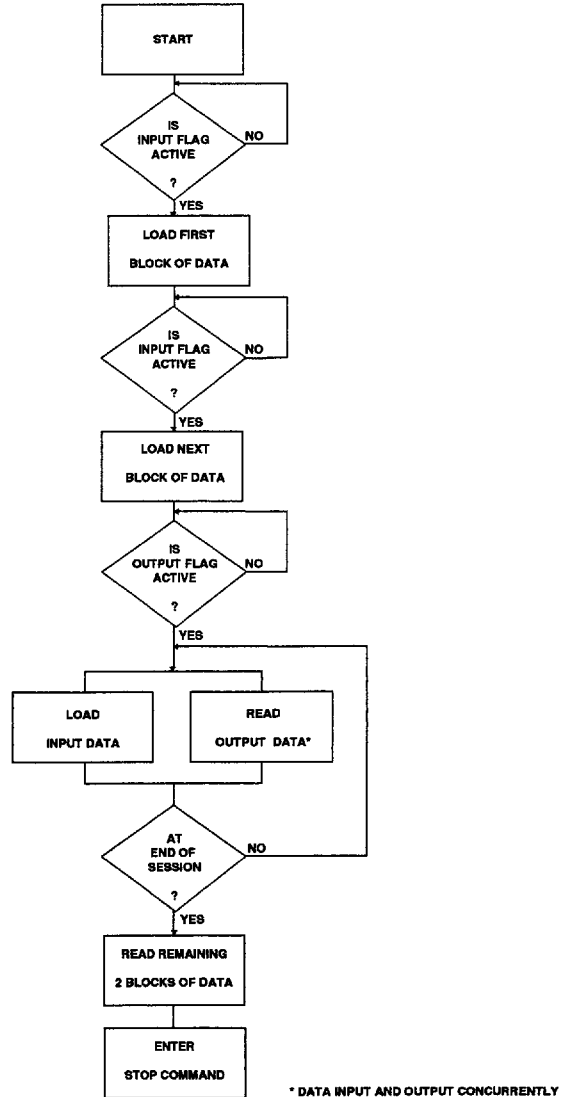 START
IS
INPUT FLAG
ACTIVE
?
NO
YES
LOAD FIRST
BLOCK OF DATA
IS
INPUT FLAG
ACTIVE
?
NO
YES
LOAD NEXT
BLOCK OF DATA
IS
OUTPUT FLAG
ACTIVE
?
NO
YES
LOAD
INPUT DATA
READ
OUTPUT DATA*
AT
END OF
SESSION
?
NO
YES
READ REMAINING
2 BLOCKS OF DATA
ENTER
STOP COMMAND
* DATA INPUT AND OUTPUT CONCURRENTLY